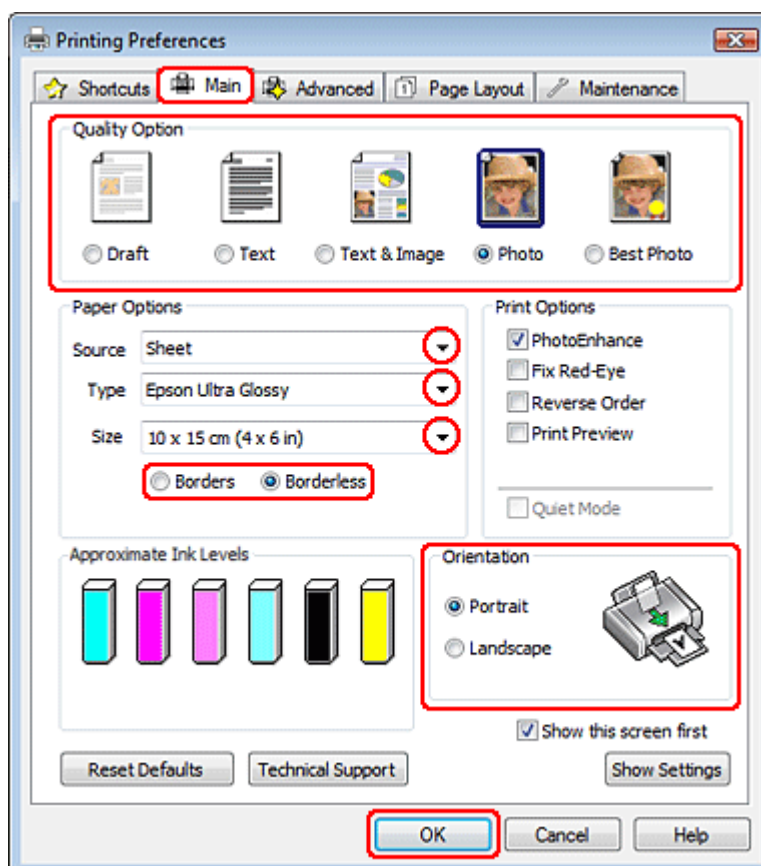 Printing Preferences
Shortcuts Main Advanced 1 Page Layout Maintenance
Quality Option
Draft Text Text & Image Photo Best Photo
Paper Options
Source Sheet
Type Epson Ultra Glossy
Size 10 x 15 cm (4 x 6 in)
Borders Borderless
Print Options
PhotoEnhance
Fix Red-Eye
Reverse Order
Print Preview
Quiet Mode
Approximate Ink Levels
Orientation
Portrait
Landscape
Show this screen first
Reset Defaults Technical Support Show Settings
OK Cancel Help